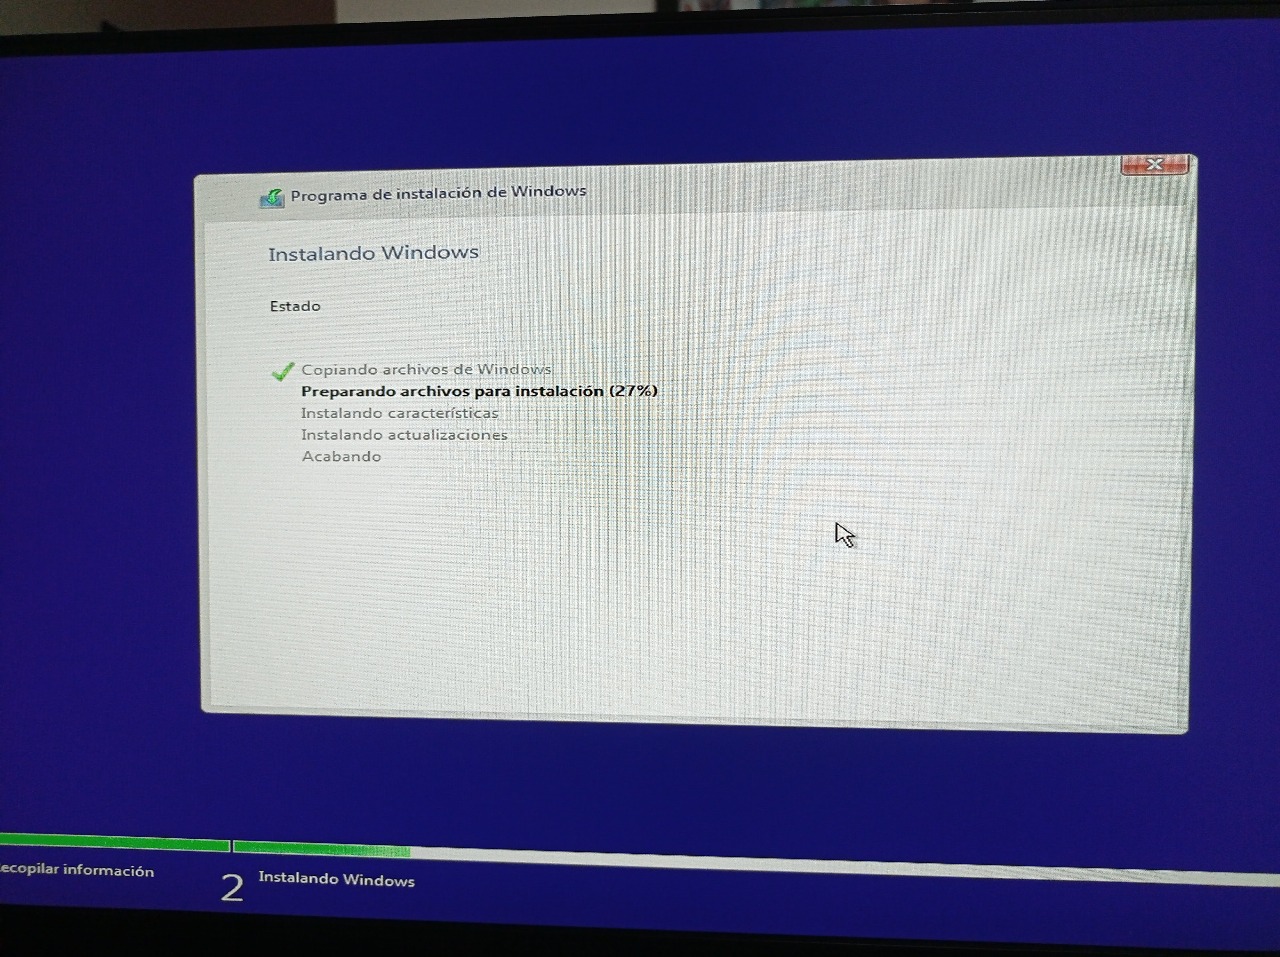 Programa de instalación de Windows
Instalando Windows
Estado
Copiando archivos de Windows
Preparando archivos para instalación (27%)
Instalando características
Instalando actualizaciones
Acabando
ecopilar información
2 Instalando Windows